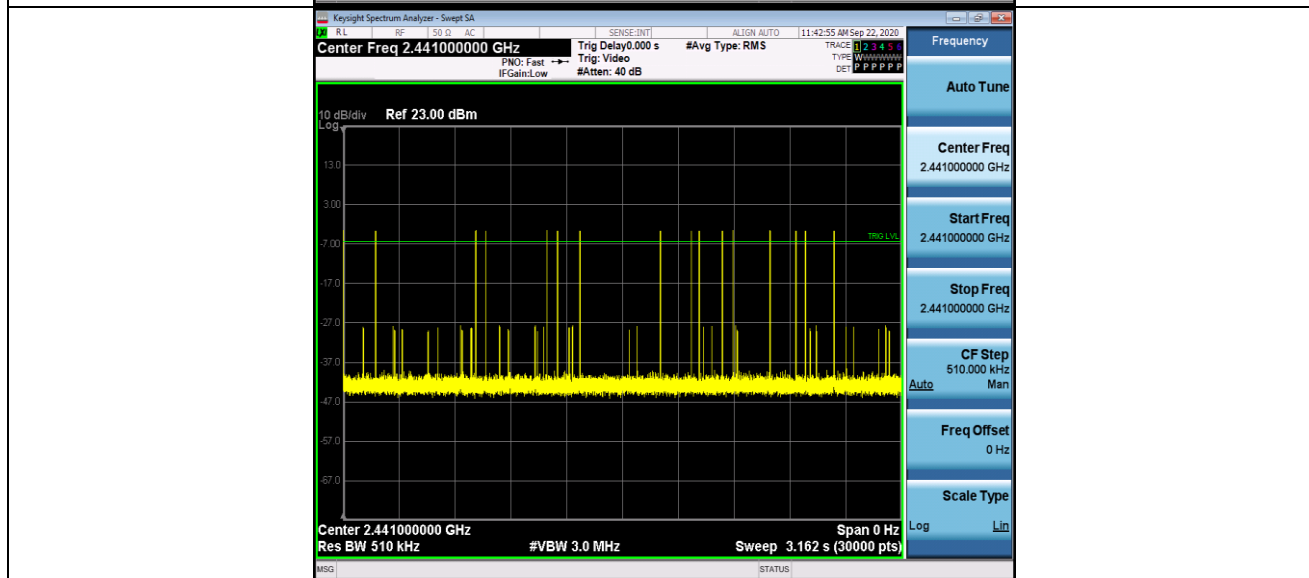 Keysight Spectrum Analyzer - Swept SA
RL RF 50 Ω AC SENSE:INT ALIGN AUTO 11:42:55 AM Sep 22, 2020
Center Freq 2.441000000 GHz
PNO: Fast
IFGain:Low
Trig Delay0.000 s
Trig: Video
#Atten: 40 dB
#Avg Type: RMS
TRACE 1 2 3 4 5 6
TYPE WWWWWW
DET P P P P P P
10 dB/div
Log
Ref 23.00 dBm
13.0
3.00
-7.00
-17.0
-27.0
-37.0
-47.0
-57.0
-67.0
TRIG LVL
Center 2.441000000 GHz
Span 0 Hz
Res BW 510 kHz
#VBW 3.0 MHz
Sweep 3.162 s (30000 pts)
MSG
STATUS
Frequency
Auto Tune
Center Freq
2.441000000 GHz
Start Freq
2.441000000 GHz
Stop Freq
2.441000000 GHz
CF Step
510.000 kHz
Auto Man
Freq Offset
0 Hz
Scale Type
Log Lin